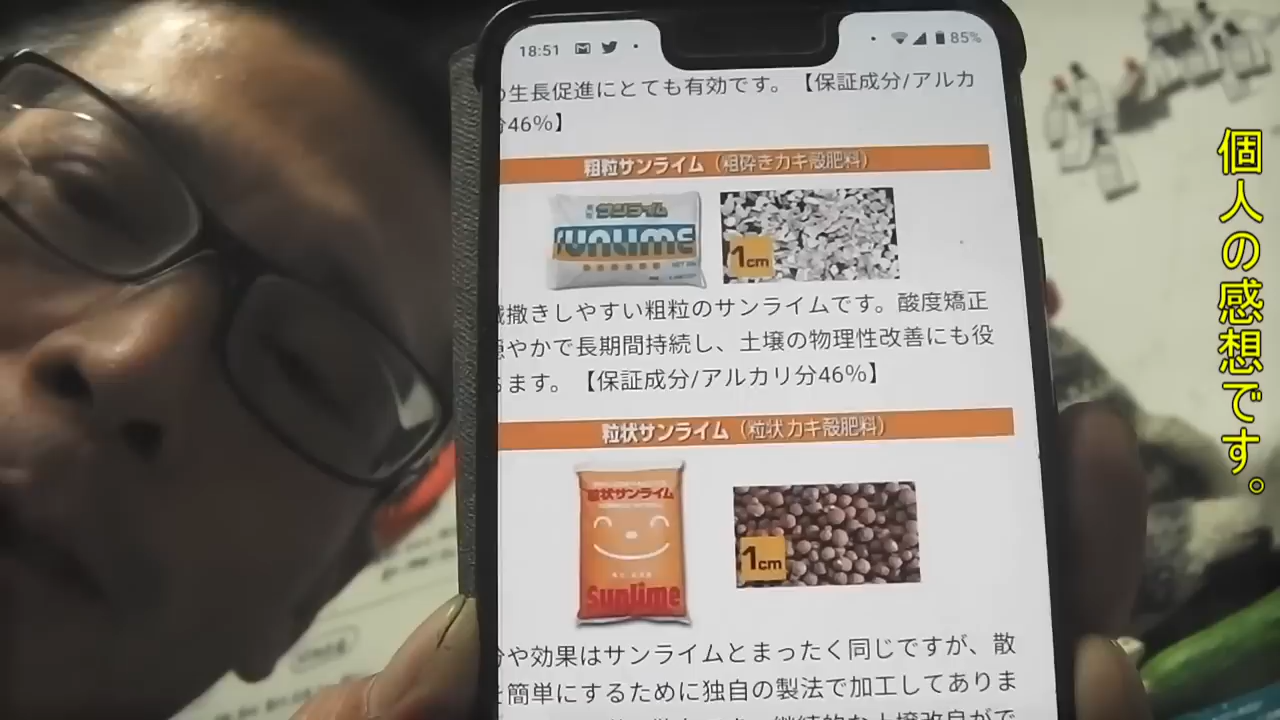 18:51
85%
生長促進にとても有効です。【保証成分/アルカ
分46%】
粗粒サンライム（粗砕きカキ殻肥料）
サンライム
SUNLIME
1cm
撒きしやすい粗粒のサンライムです。酸度矯正
やかで長期間持続し、土壌の物理性改善にも役
ます。【保証成分/アルカリ分46%】
粒状サンライム（粒状カキ殻肥料）
粒状サンライム
Sunlime
1cm
や効果はサンライムとまったく同じですが、散
簡単にするために独自の製法で加工してありま
個人の感想です。